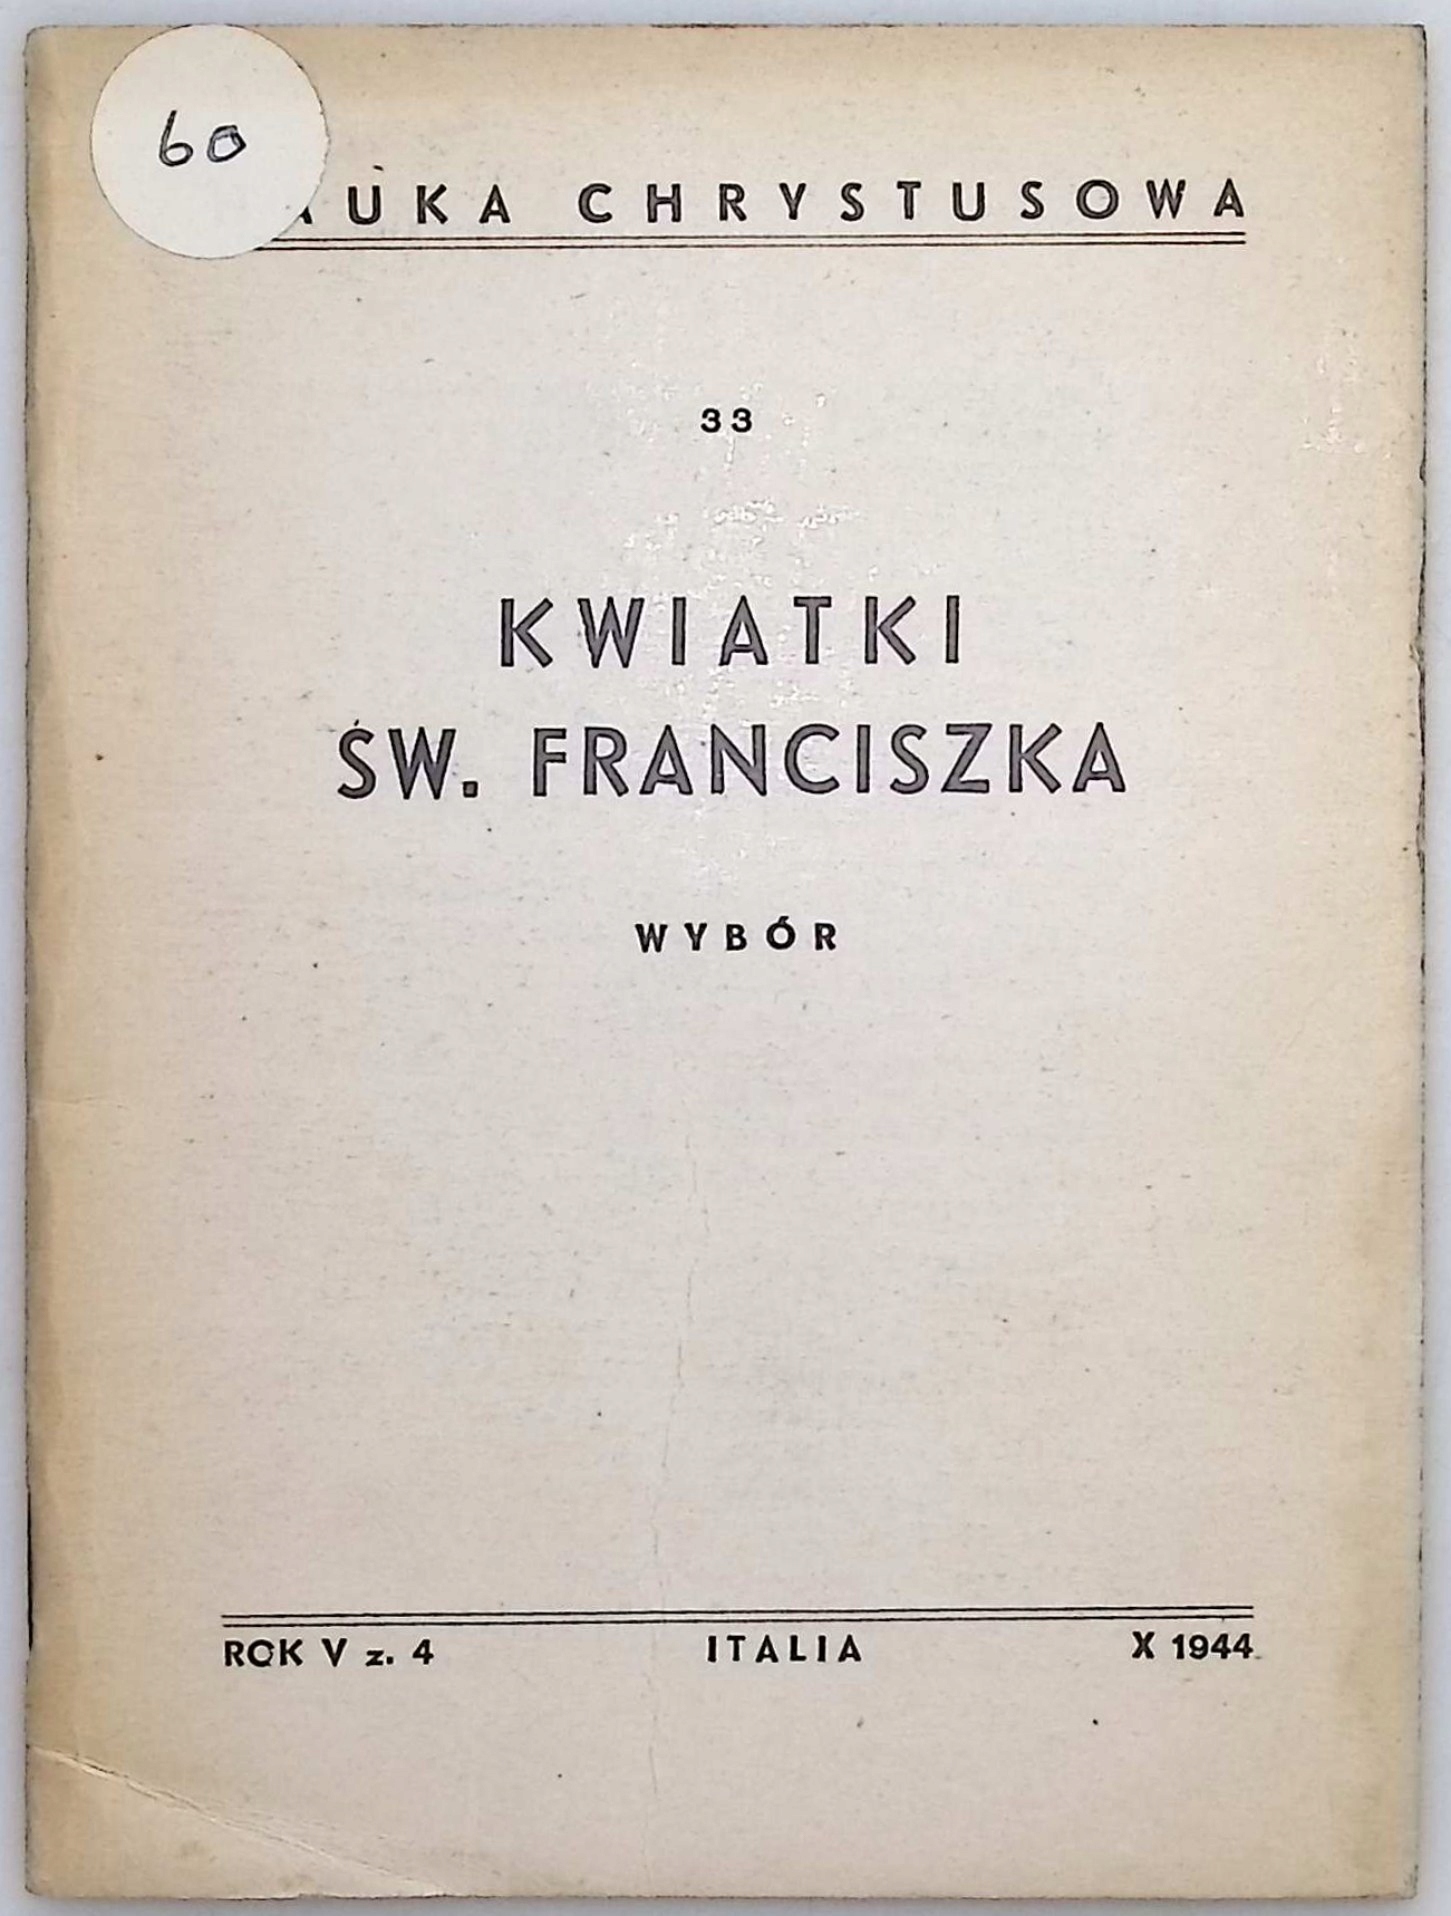 60
AUKA CHRYSTUSOWA
33
KWIATKI
ŚW. FRANCISZKA
WYBÓR
ROK V z. 4 ITALIA X 1944